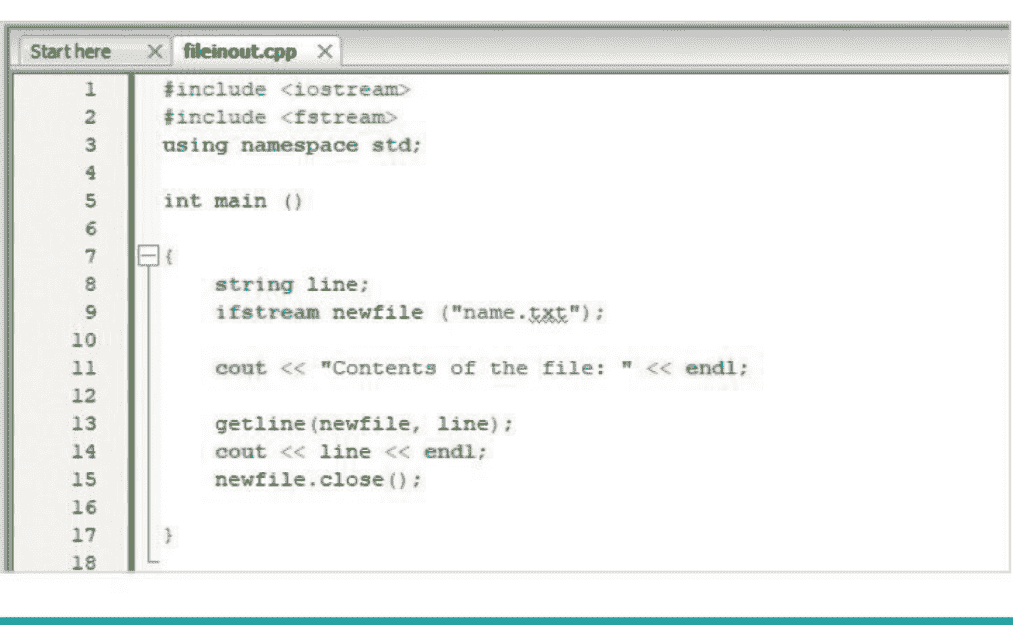 Start here fileinout.cpp
1 #include <iostream>
2 #include <fstream>
3 using namespace std;
4
5 int main ()
6
7 {
8 string line;
9 ifstream newfile ("name.txt");
10
11 cout << "Contents of the file: " << endl;
12
13 getline(newfile, line);
14 cout << line << endl;
15 newfile.close();
16
17 }
18